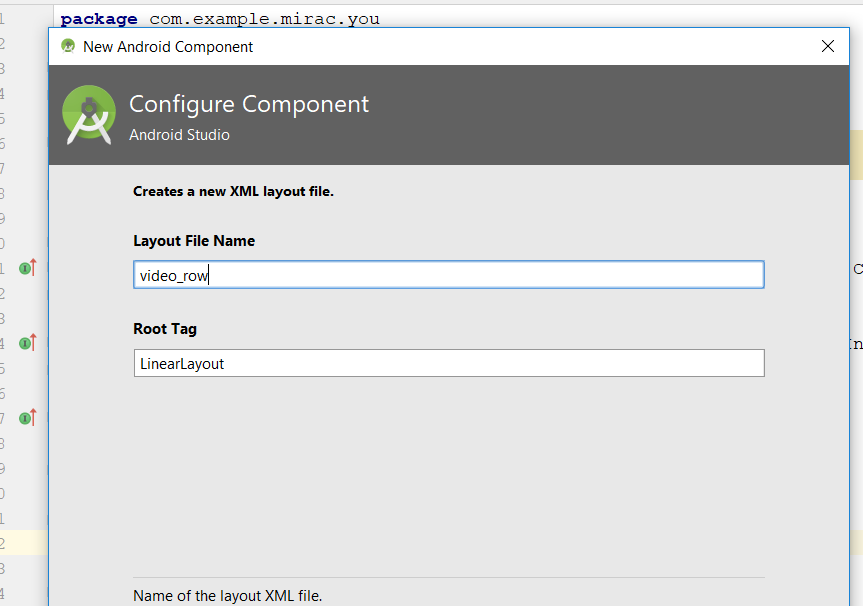 package com.example.mirac.you
New Android Component
Configure Component
Android Studio
Creates a new XML layout file.
Layout File Name
video_row
Root Tag
LinearLayout
Name of the layout XML file.